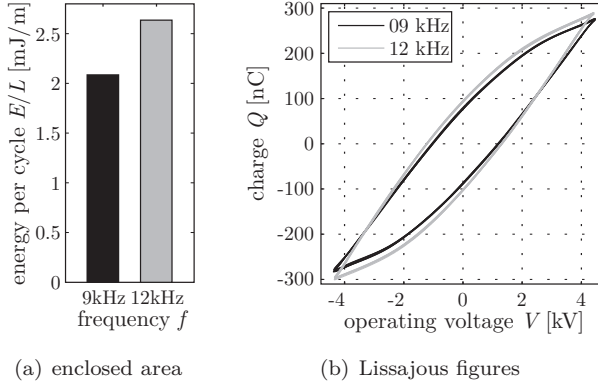 energy per cycle E/L [mJ/m]
2.5
2
1.5
1
0.5
0
9kHz 12kHz
frequency f
(a) enclosed area
charge Q [nC]
300
200
100
0
-100
-200
-300
09 kHz
12 kHz
-4 -2 0 2 4
operating voltage V [kV]
(b) Lissajous figures